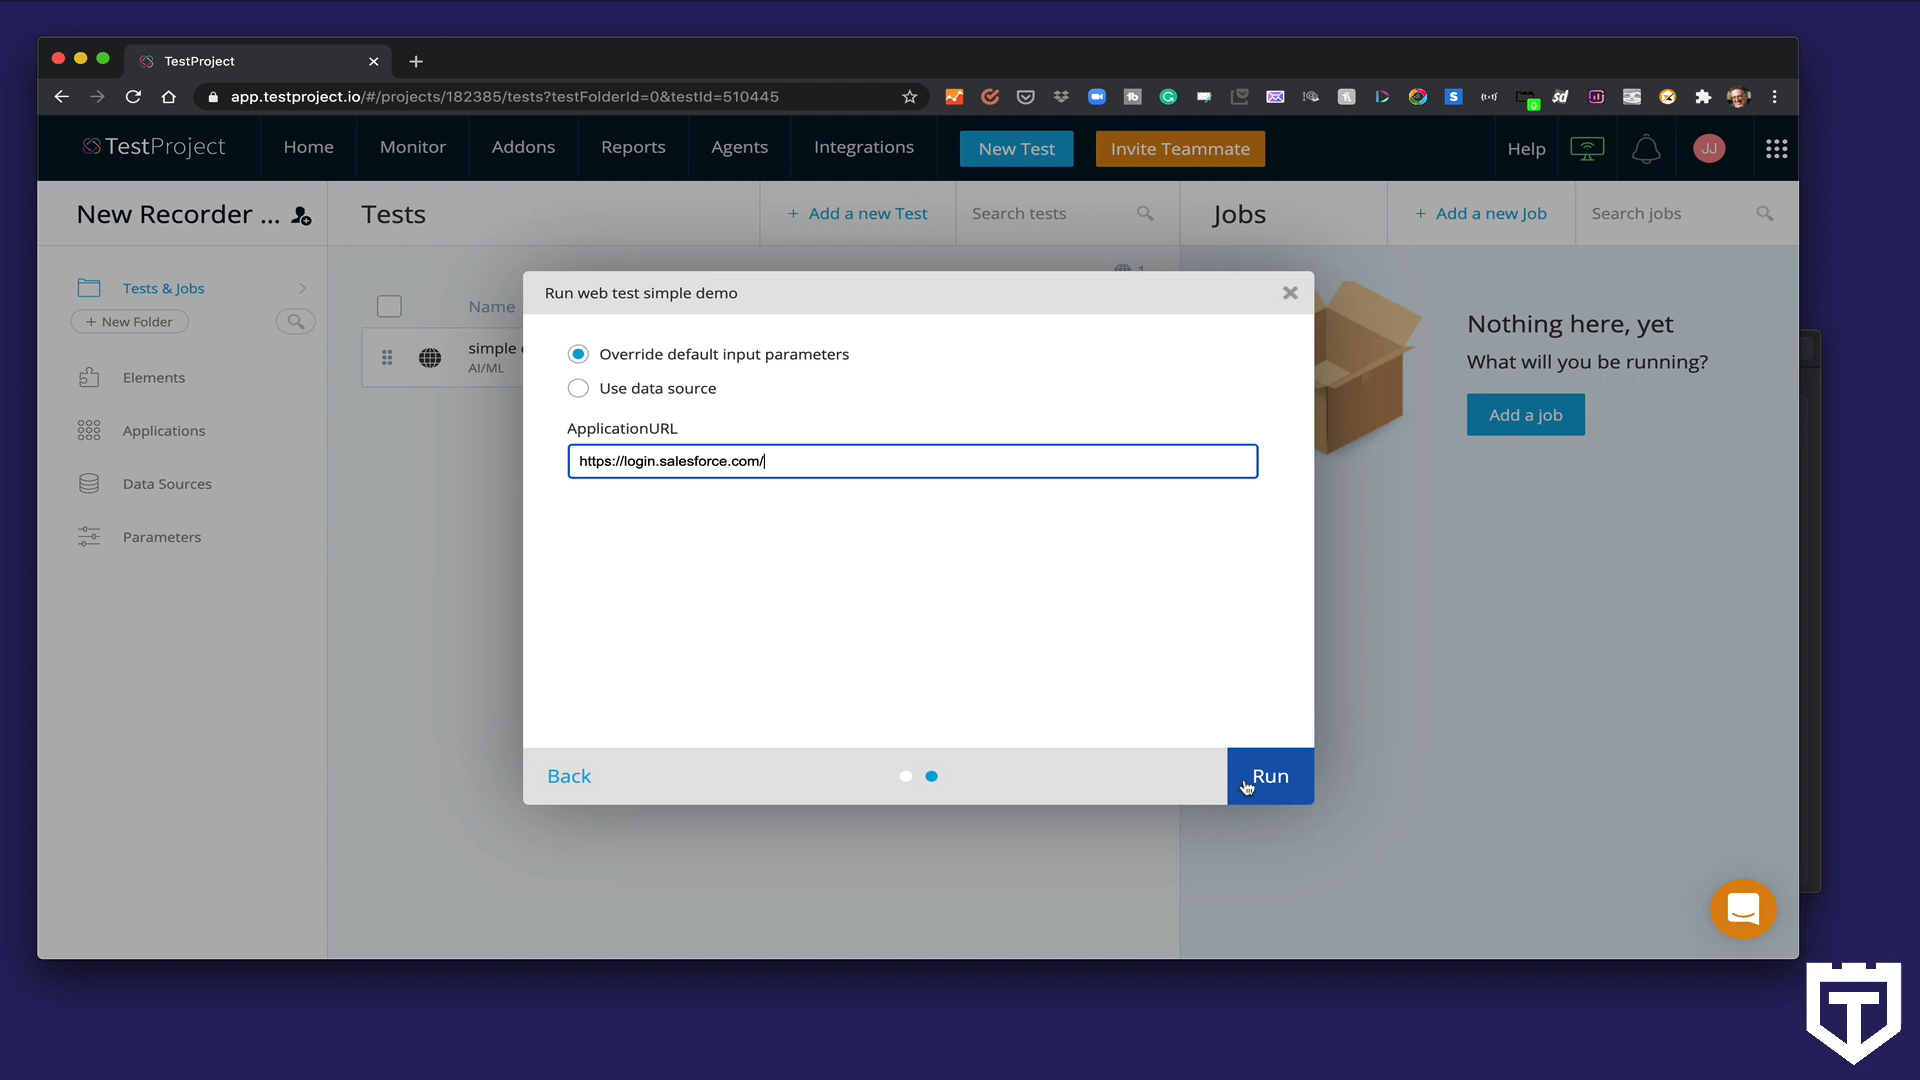 TestProject
app.testproject.io/#/projects/182385/tests?testFolderId=0&testId=510445
TestProject
Home
Monitor
Addons
Reports
Agents
Integrations
New Test
Invite Teammate
Help
JJ
New Recorder ...
Tests
+ Add a new Test
Search tests
Jobs
+ Add a new Job
Search jobs
Tests & Jobs
+ New Folder
Elements
Applications
Data Sources
Parameters
1
Name
simple
AI/ML
Run web test simple demo
Override default input parameters
Use data source
ApplicationURL
https://login.salesforce.com/
Back
Run
Nothing here, yet
What will you be running?
Add a job
T